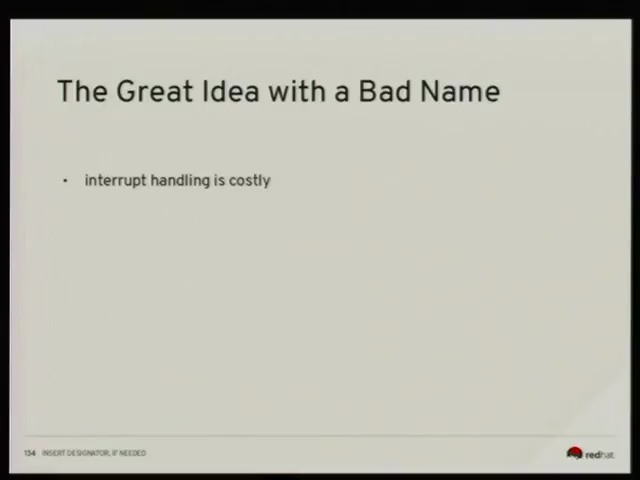 The Great Idea with a Bad Name
• interrupt handling is costly
134 INSERT DESIGNATOR, IF NEEDED
redhat